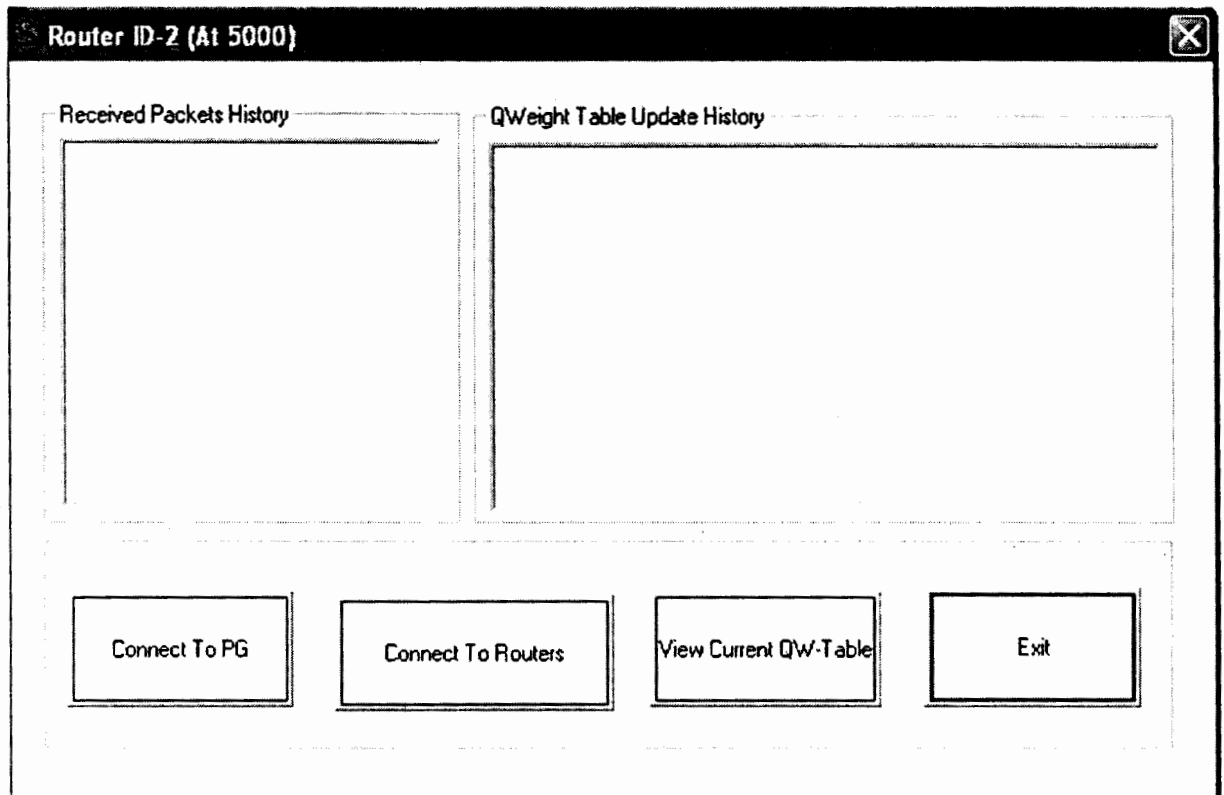 Router ID-2 (At 5000)
Received Packets History
QWeight Table Update History
Connect To PG
Connect To Routers
View Current QW-Table
Exit